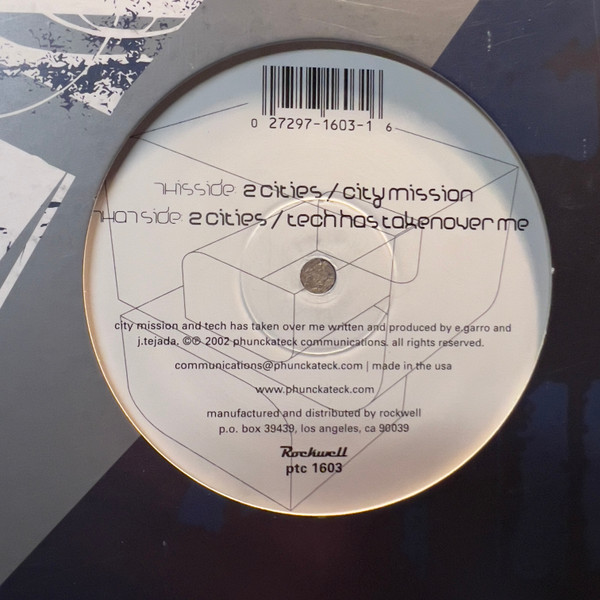 0 27297-1603-1 6
THISSIDE 2 cities / city mission
THAT SIDE 2 cities / tech has taken over me
city mission and tech has taken over me written and produced by e.garro and
j.tejada. ©℗ 2002 phunckateck communications. all rights reserved.
communications@phunckateck.com | made in the usa
www.phunckateck.com
manufactured and distributed by rockwell
p.o. box 39439, los angeles, ca 90039
Rockwell
ptc 1603